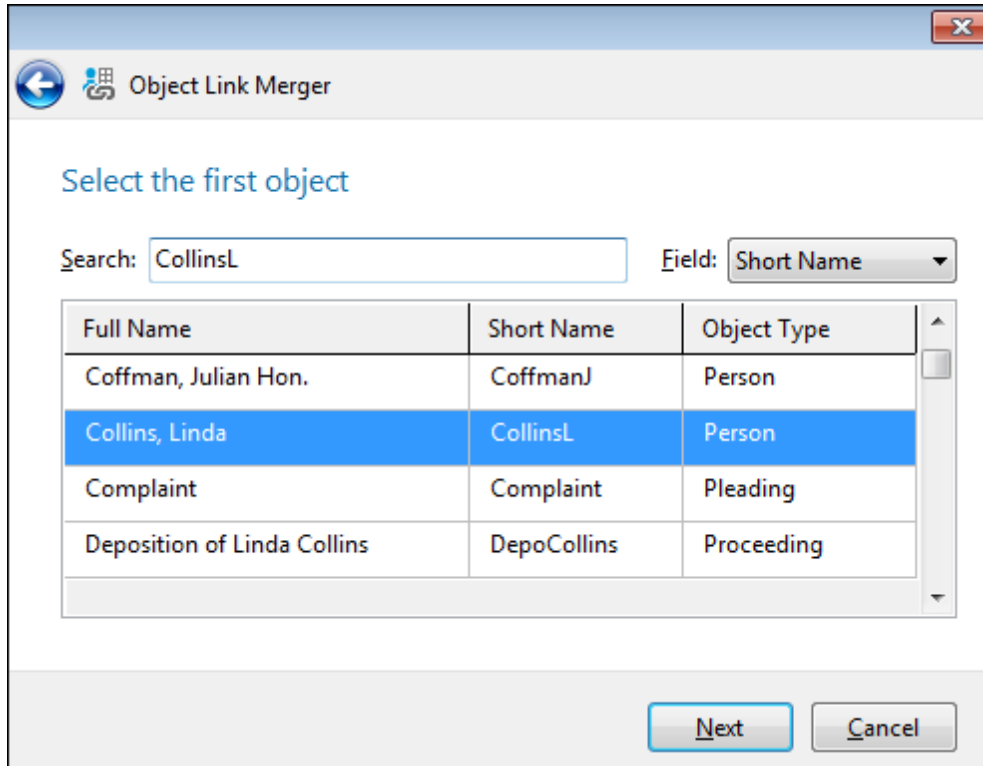 Object Link Merger
Select the first object
Search: CollinsL Field: Short Name
Full Name Short Name Object Type
Coffman, Julian Hon. CoffmanJ Person
Collins, Linda CollinsL Person
Complaint Complaint Pleading
Deposition of Linda Collins DepoCollins Proceeding
Next Cancel